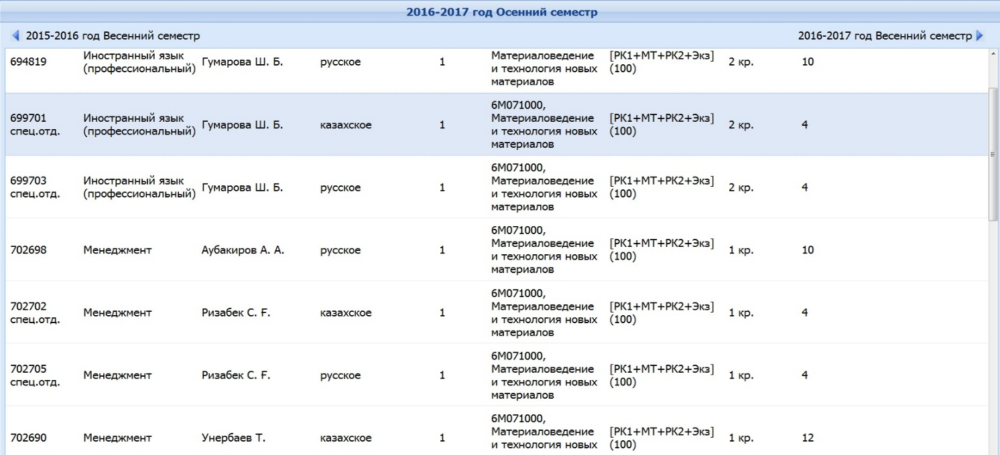 2016-2017 год Осенний семестр
2015-2016 год Весенний семестр 2016-2017 год Весенний семестр
694819 Иностранный язык (профессиональный) Гумарова Ш. Б. русское 1 Материаловедение и технология новых материалов [РК1+МТ+РК2+Экз] (100) 2 кр. 10
699701 спец.отд. Иностранный язык (профессиональный) Гумарова Ш. Б. казахское 1 6М071000, Материаловедение и технология новых материалов [РК1+МТ+РК2+Экз] (100) 2 кр. 4
699703 спец.отд. Иностранный язык (профессиональный) Гумарова Ш. Б. русское 1 6М071000, Материаловедение и технология новых материалов [РК1+МТ+РК2+Экз] (100) 2 кр. 4
702698 Менеджмент Аубакиров А. А. русское 1 6М071000, Материаловедение и технология новых материалов [РК1+МТ+РК2+Экз] (100) 1 кр. 10
702702 спец.отд. Менеджмент Ризабек С. Ғ. казахское 1 6М071000, Материаловедение и технология новых материалов [РК1+МТ+РК2+Экз] (100) 1 кр. 4
702705 спец.отд. Менеджмент Ризабек С. Ғ. русское 1 6М071000, Материаловедение и технология новых материалов [РК1+МТ+РК2+Экз] (100) 1 кр. 4
702690 Менеджмент Унербаев Т. казахское 1 6М071000, Материаловедение и технология новых [РК1+МТ+РК2+Экз] (100) 1 кр. 12